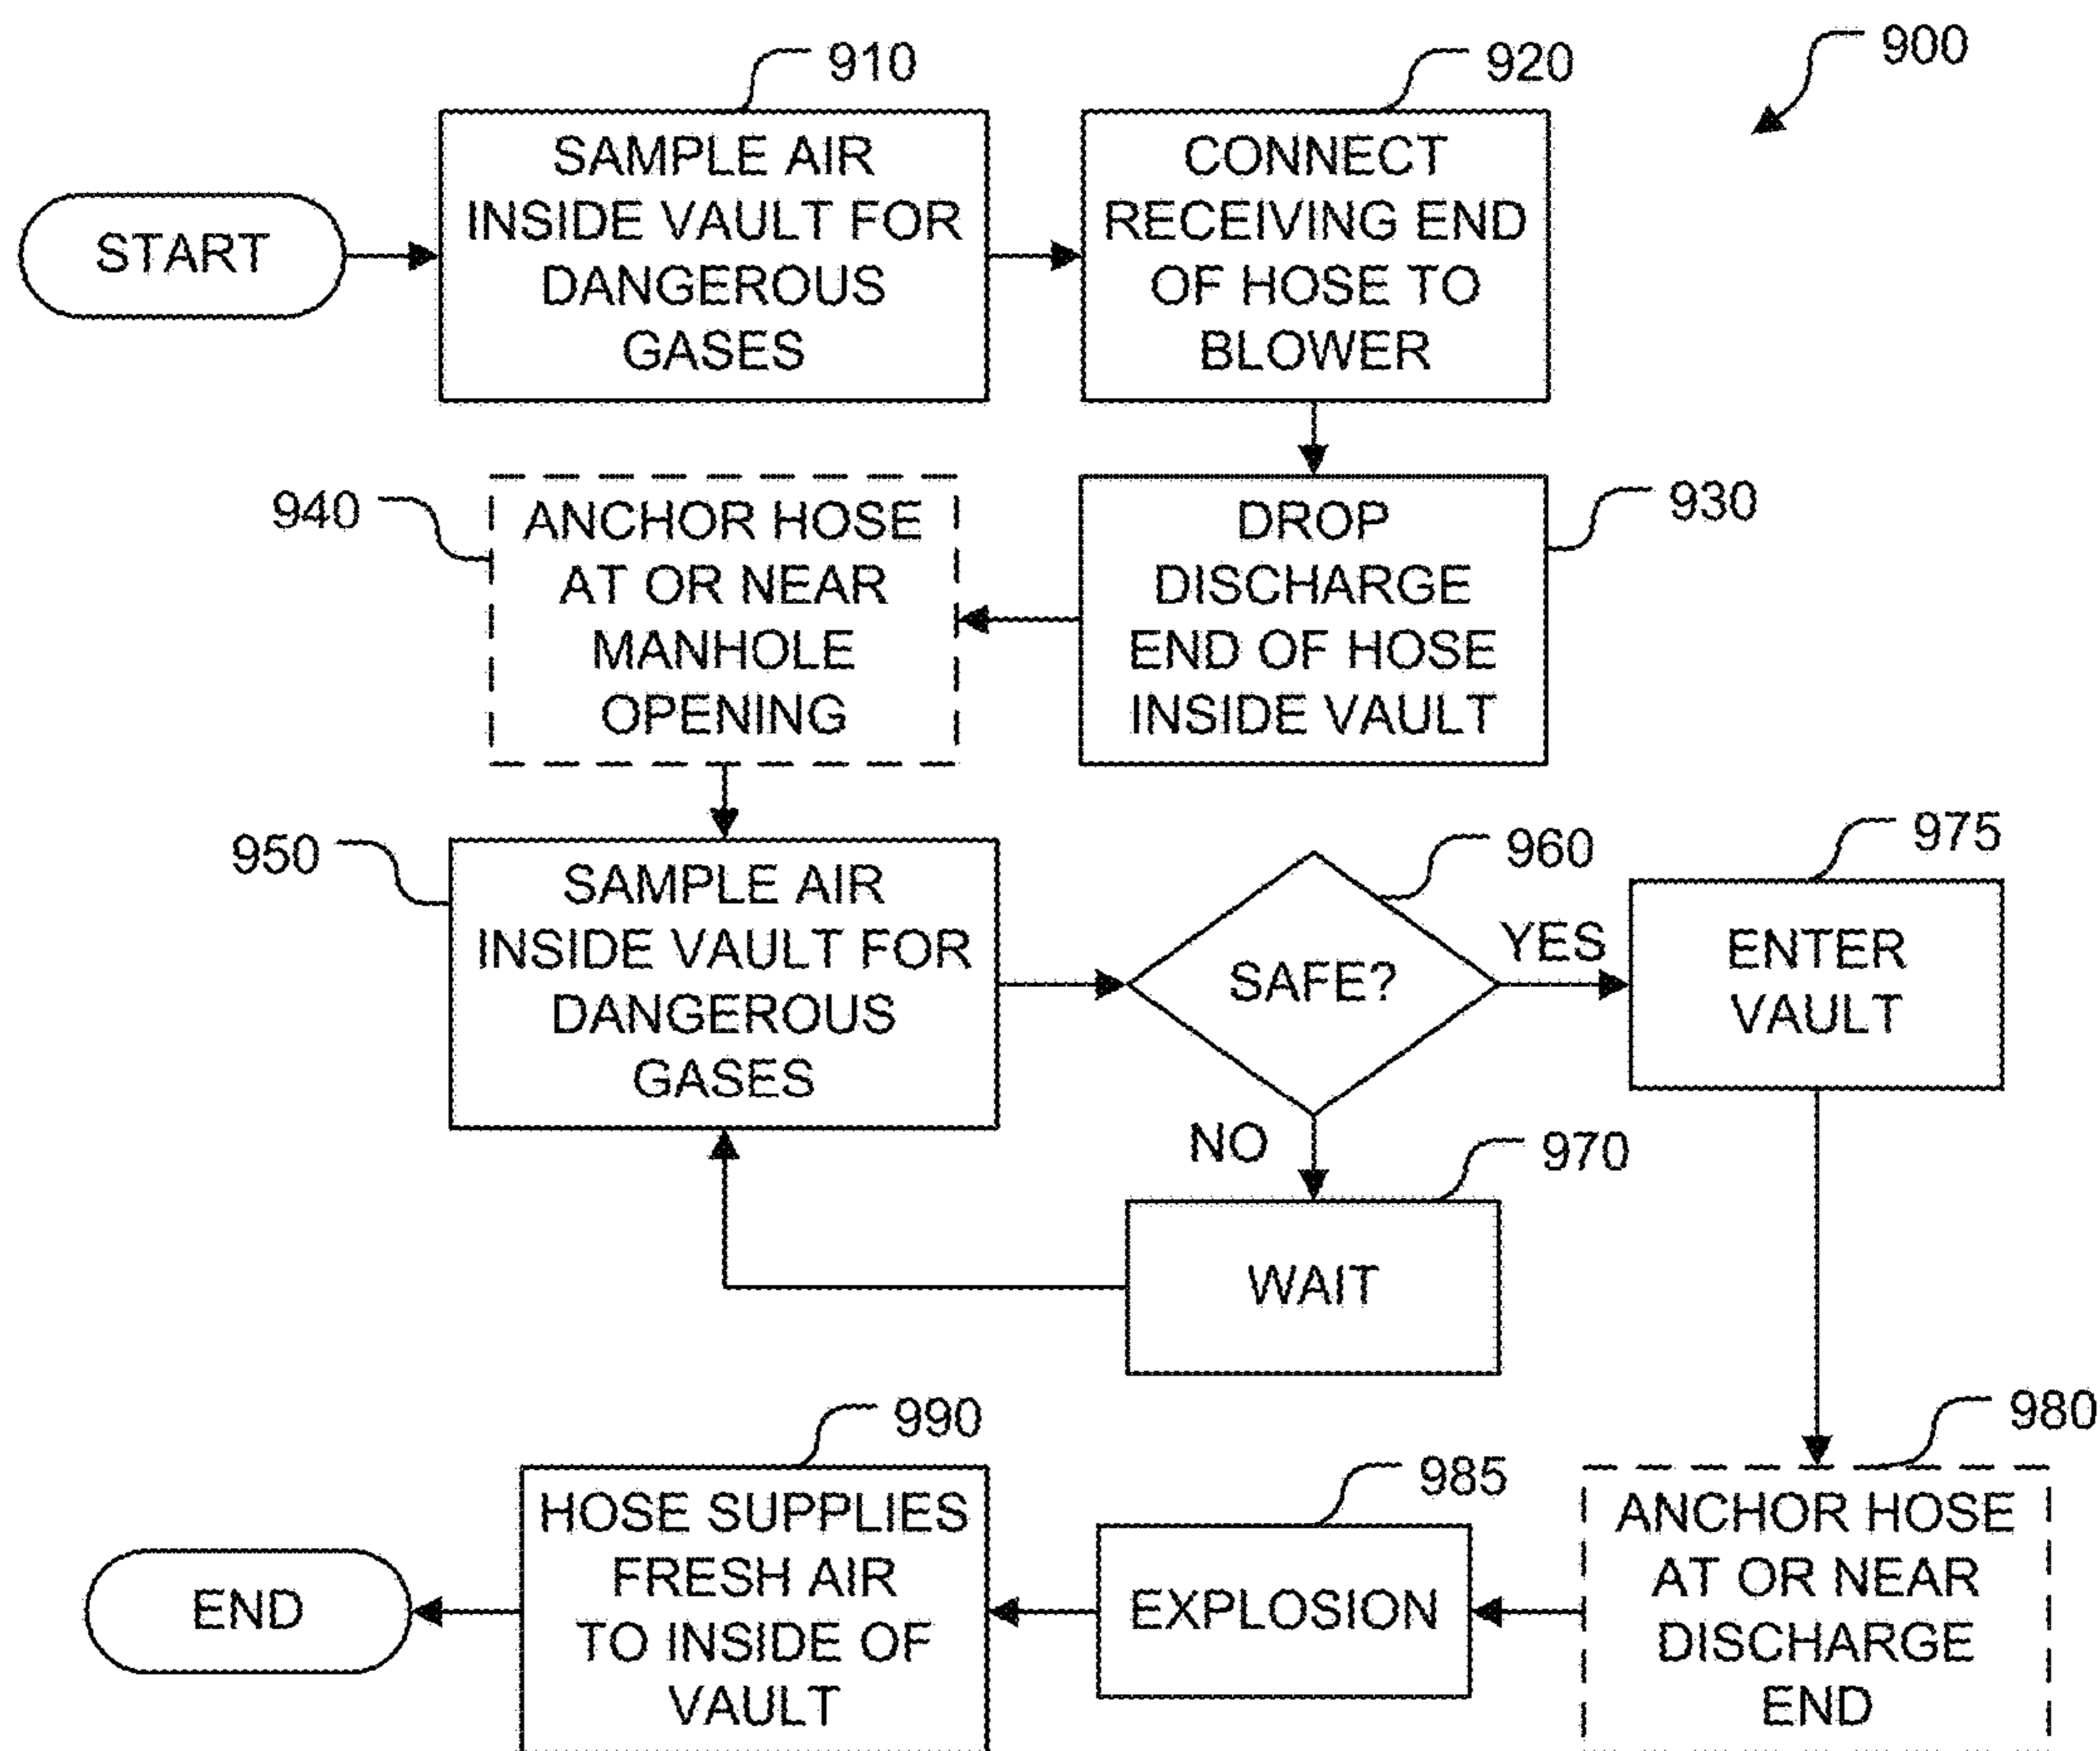 900
910
920
START
SAMPLE AIR
INSIDE VAULT FOR
DANGEROUS
GASES
CONNECT
RECEIVING END
OF HOSE TO
BLOWER
940
ANCHOR HOSE
AT OR NEAR
MANHOLE
OPENING
930
DROP
DISCHARGE
END OF HOSE
INSIDE VAULT
950
SAMPLE AIR
INSIDE VAULT FOR
DANGEROUS
GASES
960
SAFE?
YES
975
ENTER
VAULT
NO
970
WAIT
980
ANCHOR HOSE
AT OR NEAR
DISCHARGE
END
985
EXPLOSION
990
HOSE SUPPLIES
FRESH AIR
TO INSIDE OF
VAULT
END